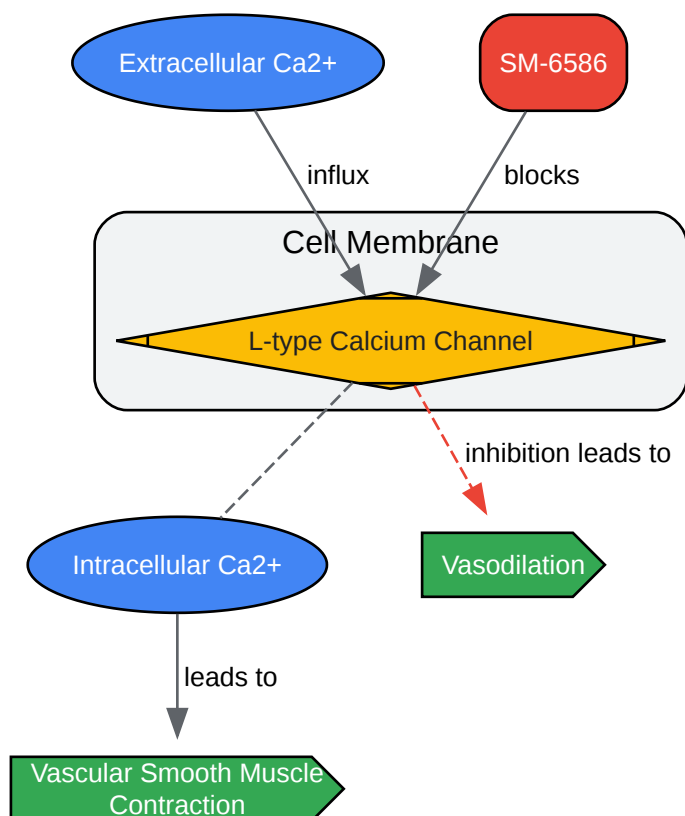 Extracellular Ca2+
SM-6586
influx
blocks
Cell Membrane
L-type Calcium Channel
inhibition leads to
Intracellular Ca2+
Vasodilation
leads to
Vascular Smooth Muscle
Contraction